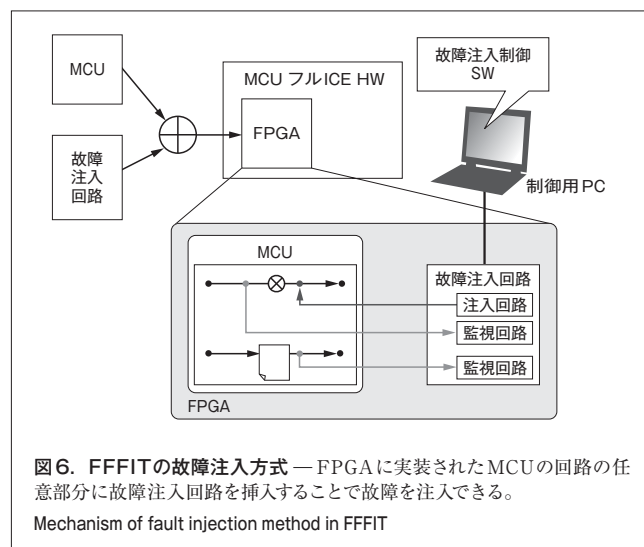 MCU
故障
注入
回路
MCU フルICE HW
FPGA
故障注入制御
SW
制御用PC
MCU
故障注入回路
注入回路
監視回路
監視回路
FPGA
図6. FFFITの故障注入方式 — FPGAに実装されたMCUの回路の任
意部分に故障注入回路を挿入することで故障を注入できる。
Mechanism of fault injection method in FFFIT